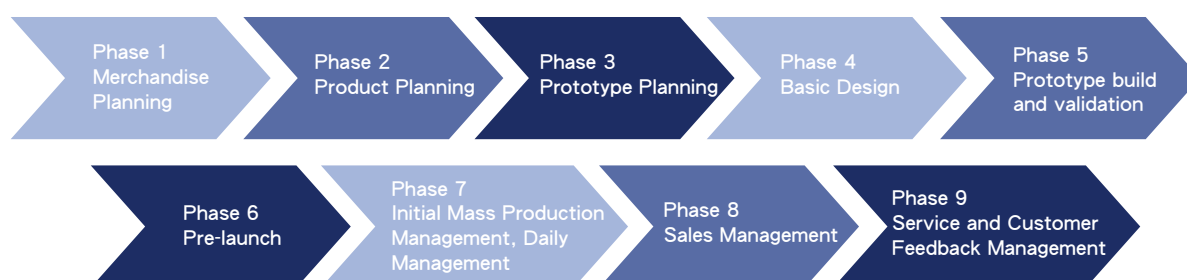 Phase 1
Merchandise
Planning
Phase 2
Product Planning
Phase 3
Prototype Planning
Phase 4
Basic Design
Phase 5
Prototype build
and validation
Phase 6
Pre-launch
Phase 7
Initial Mass Production
Management, Daily
Management
Phase 8
Sales Management
Phase 9
Service and Customer
Feedback Management